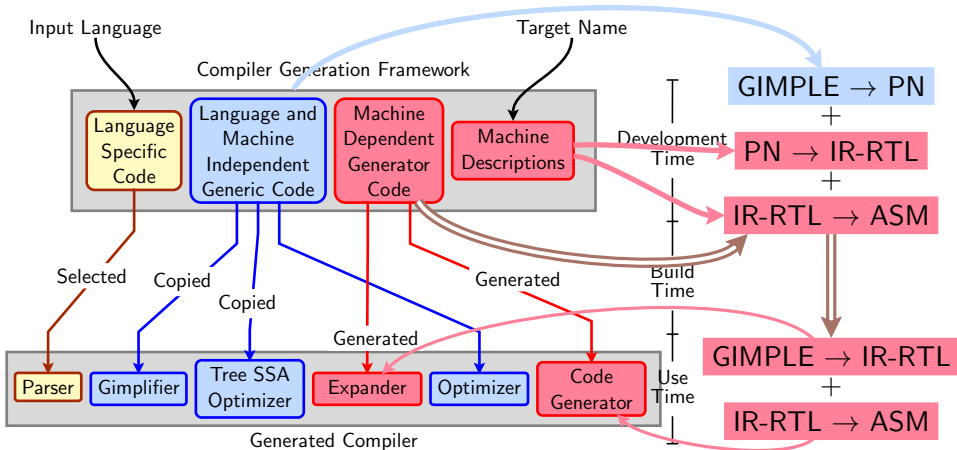 Input Language
Target Name
Compiler Generation Framework
GIMPLE → PN
+
Language
Specific
Code
Language and
Machine
Independent
Generic Code
Machine
Dependent
Generator
Code
Machine
Descriptions
Development
Time
PN → IR-RTL
+
IR-RTL → ASM
Selected
Copied
Copied
Generated
Generated
Build
Time
GIMPLE → IR-RTL
+
IR-RTL → ASM
Parser
Gimplifier
Tree SSA
Optimizer
Expander
Optimizer
Code
Generator
Use
Time
Generated Compiler